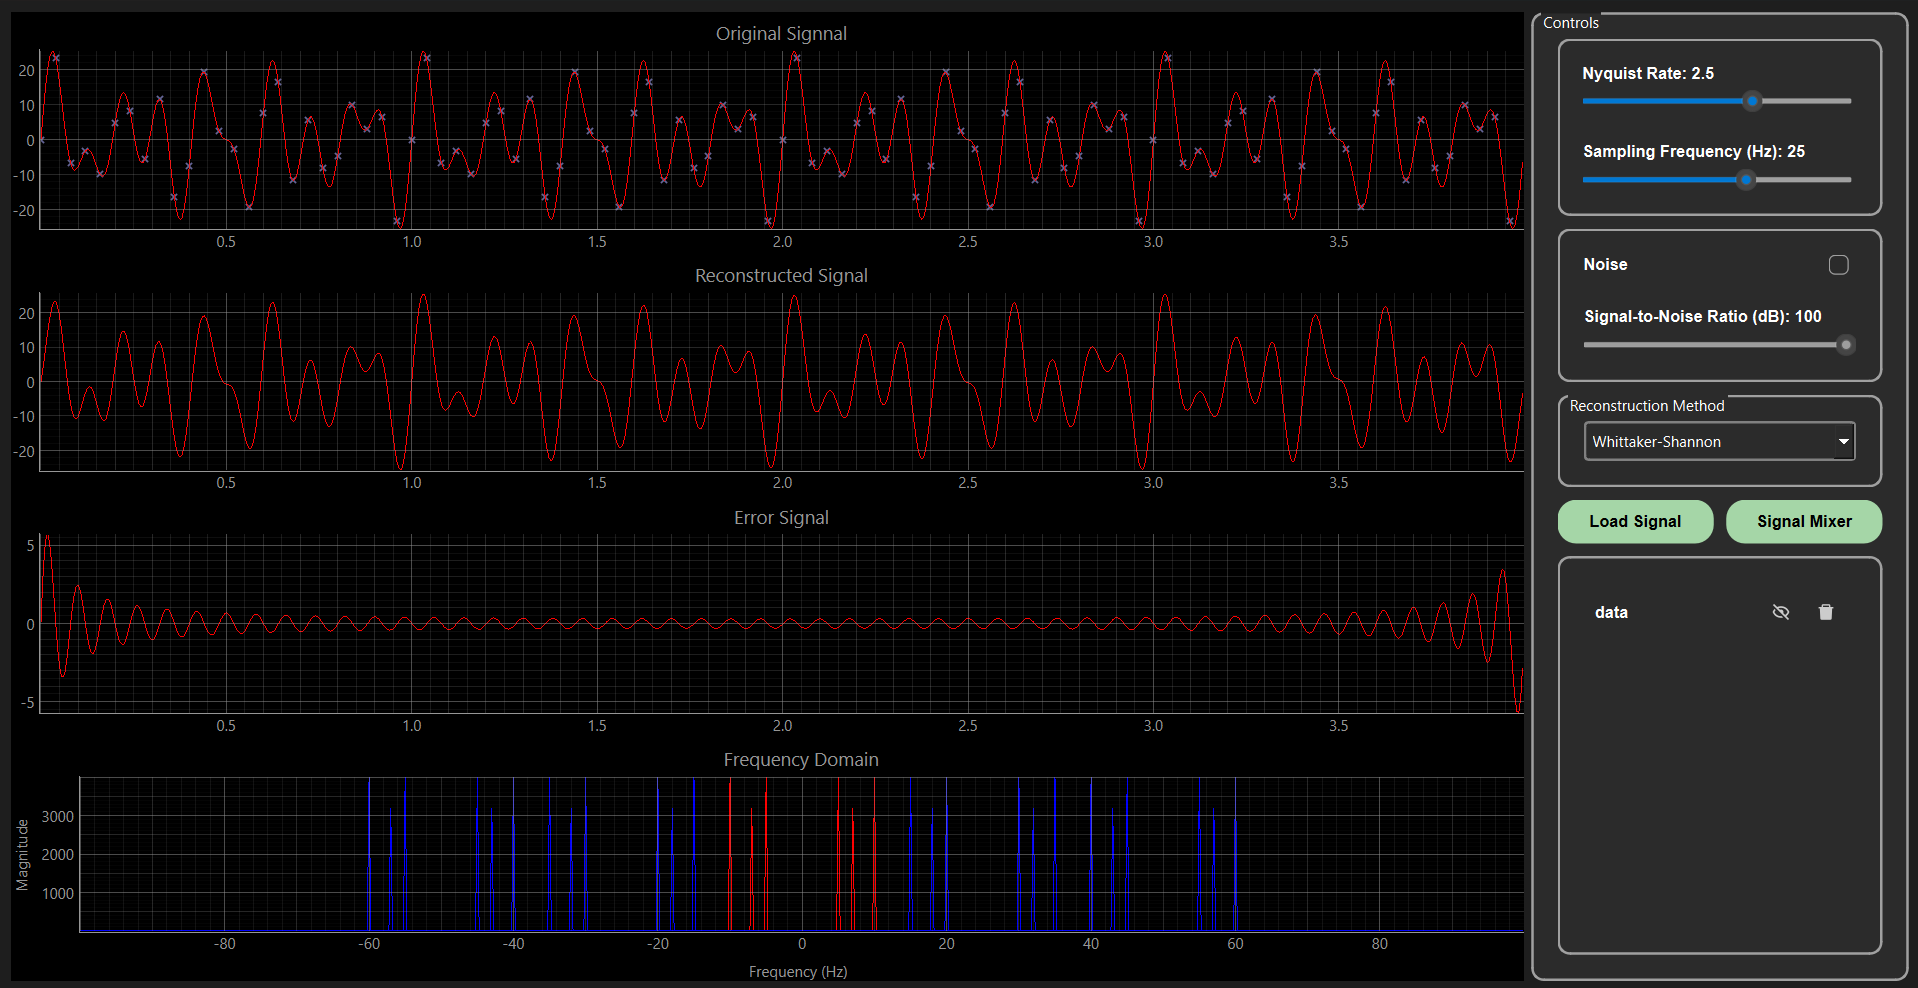 Original Signnal
20
10
0
-10
-20
0.5 1.0 1.5 2.0 2.5 3.0 3.5
Reconstructed Signal
20
10
0
-10
-20
0.5 1.0 1.5 2.0 2.5 3.0 3.5
Error Signal
5
0
-5
0.5 1.0 1.5 2.0 2.5 3.0 3.5
Frequency Domain
Magnitude
3000
2000
1000
-80 -60 -40 -20 0 20 40 60 80
Frequency (Hz)
Controls
Nyquist Rate: 2.5
Sampling Frequency (Hz): 25
Noise
Signal-to-Noise Ratio (dB): 100
Reconstruction Method
Whittaker-Shannon
Load Signal
Signal Mixer
data